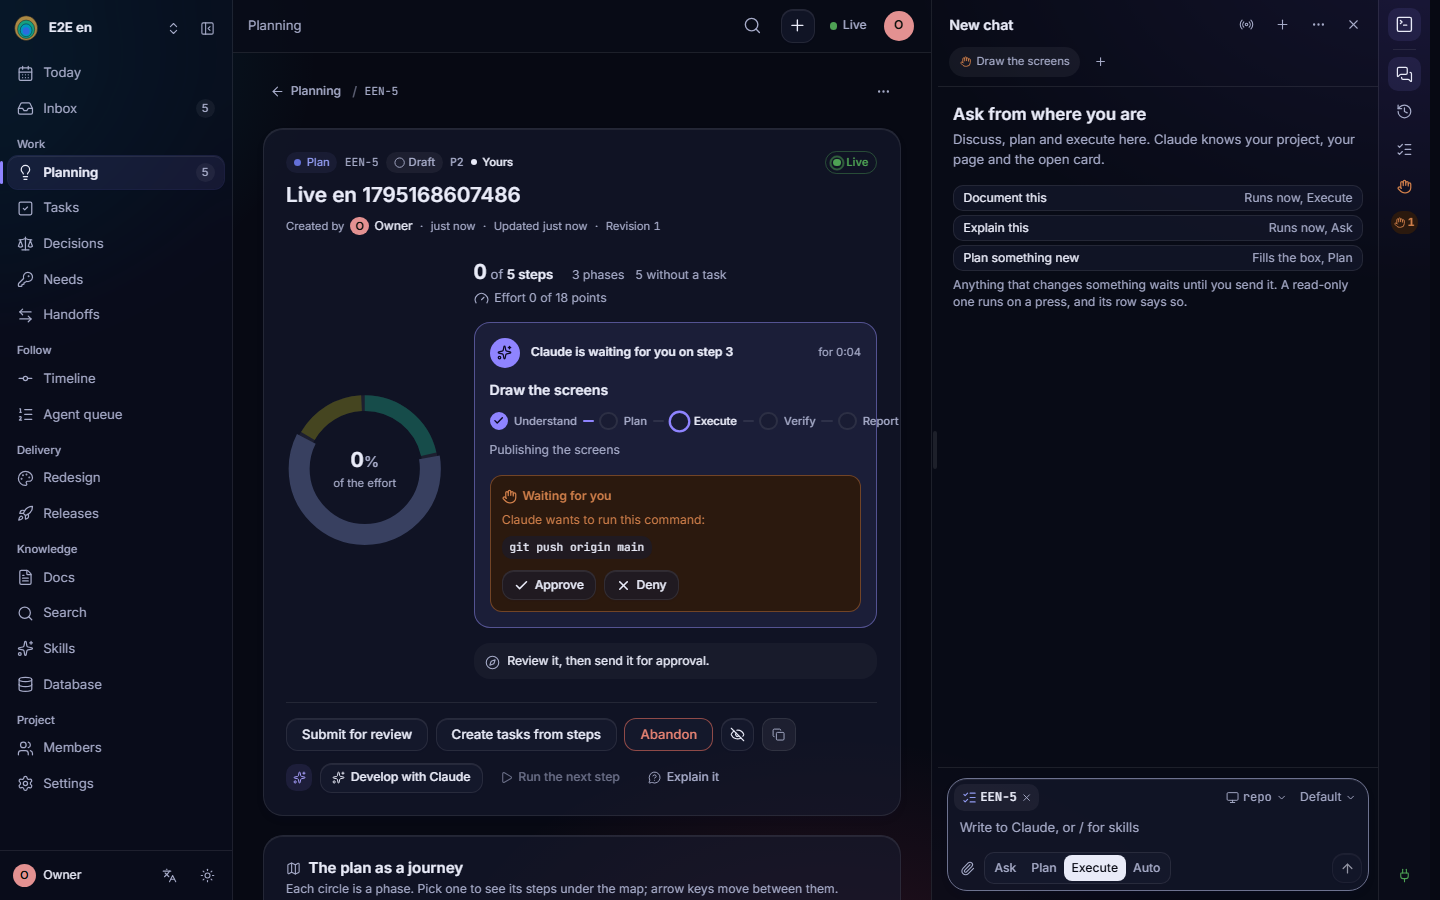 E2E en
Today
Inbox 5
Work
Planning 5
Tasks
Decisions
Needs
Handoffs
Follow
Timeline
Agent queue
Delivery
Redesign
Releases
Knowledge
Docs
Search
Skills
Database
Project
Members
Settings
O Owner
Planning
Live O
Planning / EEN-5
Plan EEN-5 Draft P2 Yours Live
Live en 1795168607486
Created by O Owner · just now · Updated just now · Revision 1
0 of 5 steps 3 phases 5 without a task
Effort 0 of 18 points
0%
of the effort
Claude is waiting for you on step 3 for 0:04
Draw the screens
Understand Plan Execute Verify Report
Publishing the screens
Waiting for you
Claude wants to run this command:
git push origin main
Approve Deny
Review it, then send it for approval.
Submit for review Create tasks from steps Abandon
Develop with Claude Run the next step Explain it
The plan as a journey
Each circle is a phase. Pick one to see its steps under the map; arrow keys move between them.
New chat
Draw the screens
Ask from where you are
Discuss, plan and execute here. Claude knows your project, your
page and the open card.
Document this Runs now, Execute
Explain this Runs now, Ask
Plan something new Fills the box, Plan
Anything that changes something waits until you send it. A read-only
one runs on a press, and its row says so.
EEN-5 repo Default
Write to Claude, or / for skills
Ask Plan Execute Auto
1